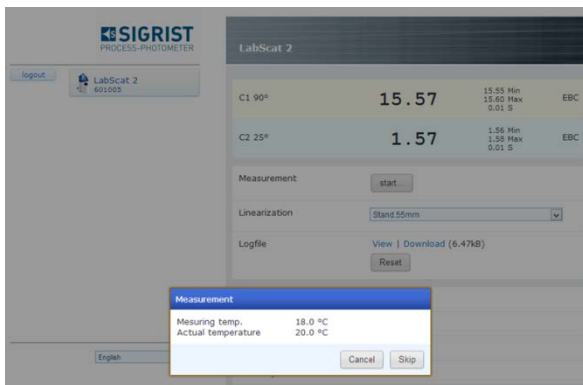 SIGRIST
PROCESS-PHOTOMETER
LabScat 2
logout
LabScat 2
601005
C1 90°
15.57
15.55 Min
15.60 Max
0.01 S
EBC
C2 25°
1.57
1.56 Min
1.58 Max
0.01 S
EBC
Measurement
start...
Linearization
Stand.55mm
Logfile
View | Download (6.47kB)
Reset
Measurement
Mesuring temp. 18.0 °C
Actual temperature 20.0 °C
Cancel Skip
English